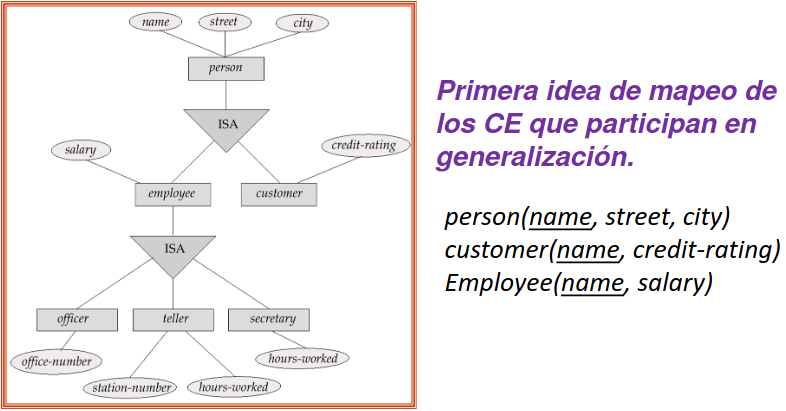 name
street
city
person
ISA
salary
credit-rating
employee
customer
ISA
officer
teller
secretary
office-number
station-number
hours-worked
hours-worked
Primera idea de mapeo de
los CE que participan en
generalización.
person(name, street, city)
customer(name, credit-rating)
Employee(name, salary)